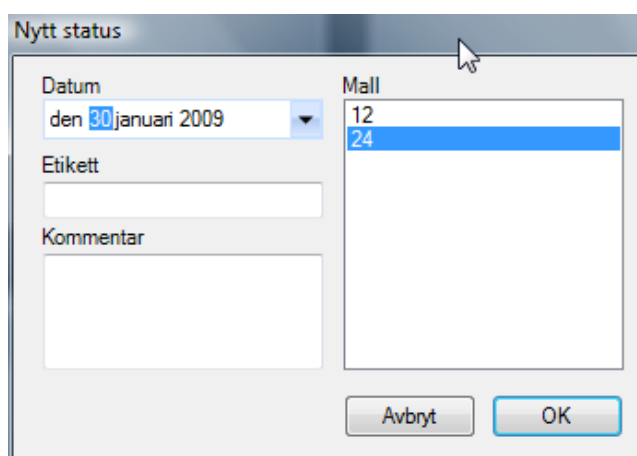 Nytt status
Datum
den 30 januari 2009
Etikett
Kommentar
Mall
12
24
Avbryt
OK